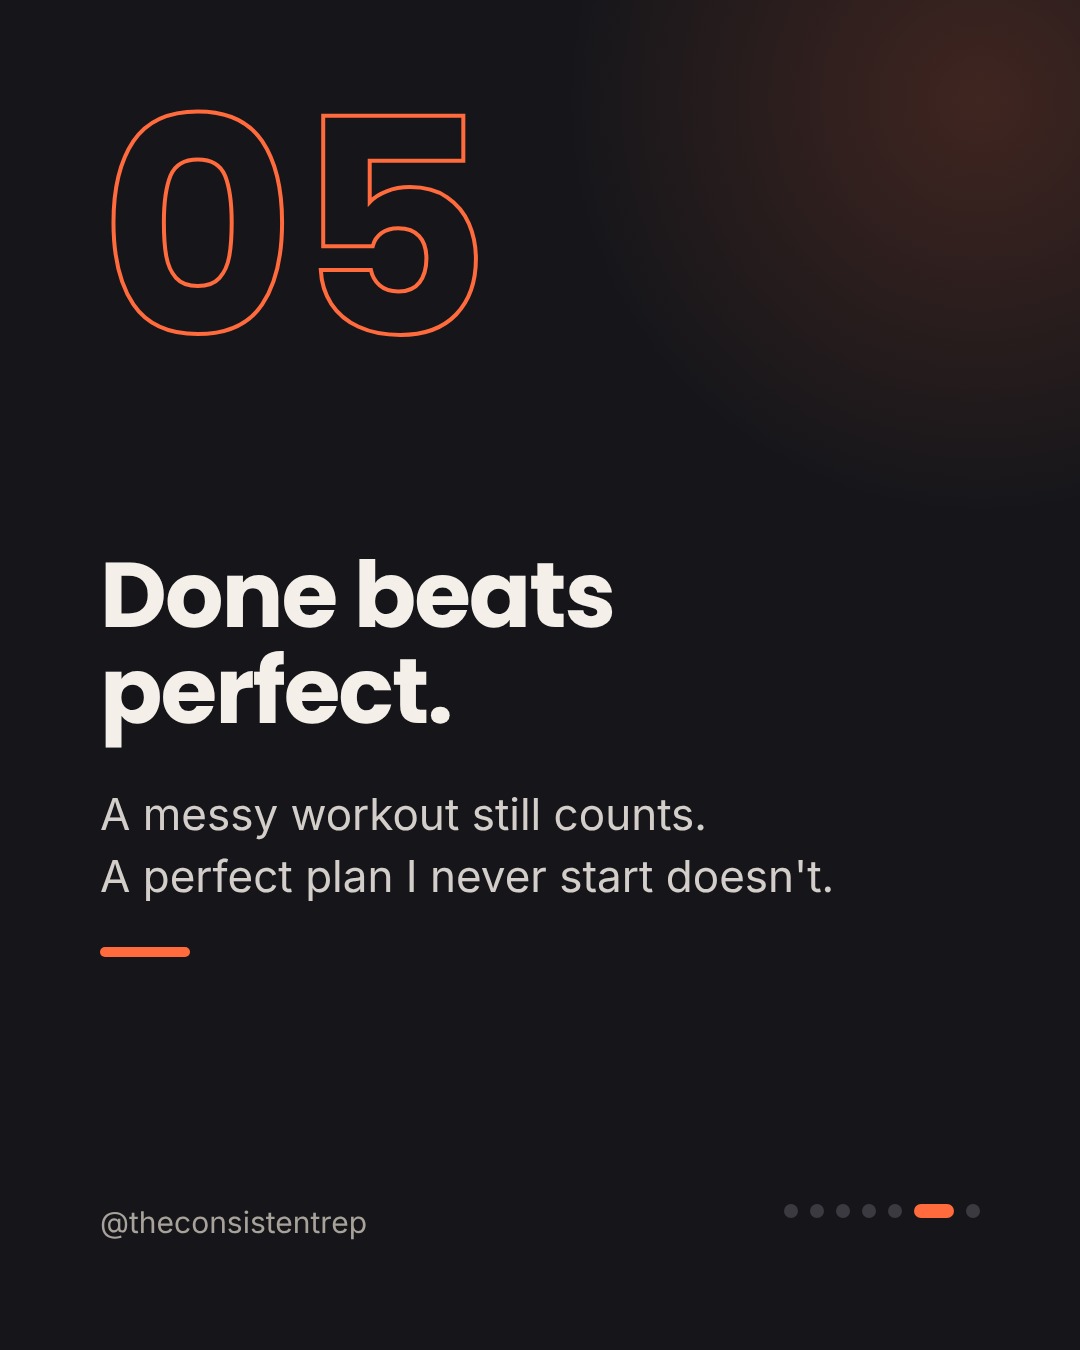 05
Done beats
perfect.
A messy workout still counts.
A perfect plan I never start doesn't.
@theconsistentrep